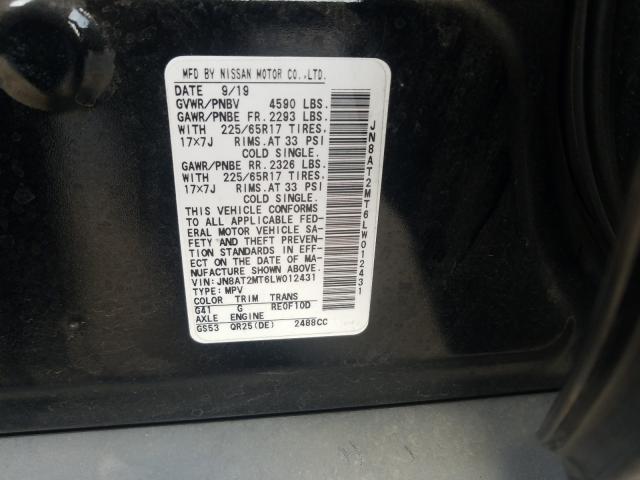 MFD BY NISSAN MOTOR CO.,LTD.
DATE 9/19
GVWR/PNBV 4590 LBS.
GAWR/PNBE FR.2293 LBS.
WITH 225/65R17 TIRES.
17×7J RIMS.AT 33 PSI
COLD SINGLE.
GAWR/PNBE RR.2326 LBS.
WITH 225/65R17 TIRES.
17×7J RIMS.AT 33 PSI
COLD SINGLE.
THIS VEHICLE CONFORMS
TO ALL APPLICABLE FED-
ERAL MOTOR VEHICLE SA-
FETY AND THEFT PREVEN-
TION STANDARDS IN EFF-
ECT ON THE DATE OF MA-
NUFACTURE SHOWN ABOVE.
VIN:JN8AT2MT6LW012431
TYPE:MPV
COLOR TRIM TRANS
G41 G RE0F10D
AXLE ENGINE
GS53 QR25(DE) 2488CC
JN8AT2MT6LW012431